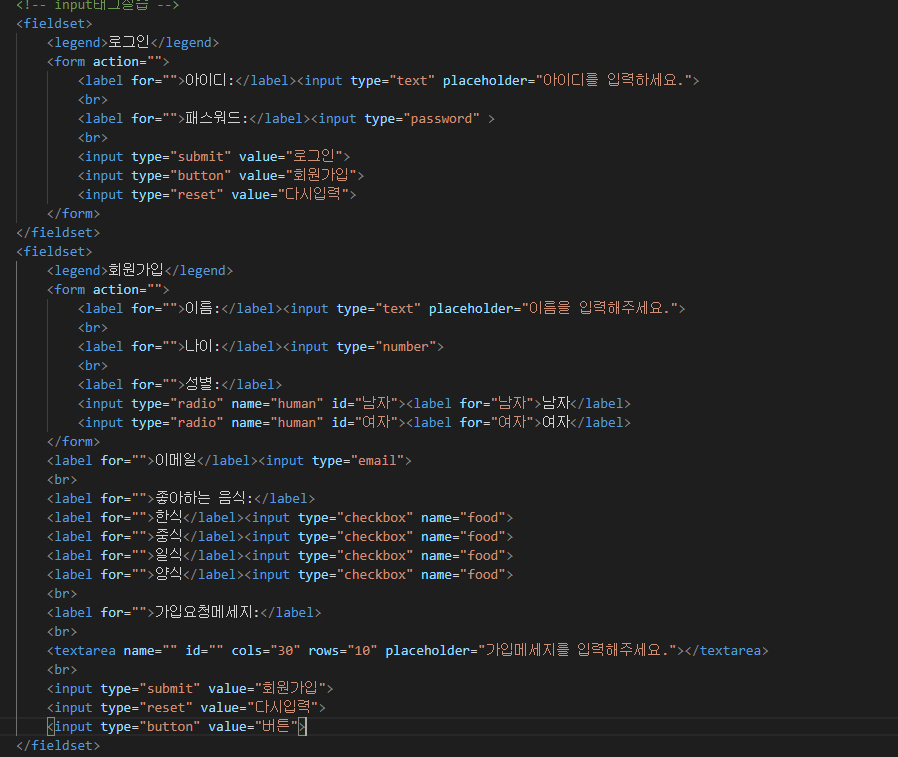 <!-- input태그실습 -->
<fieldset>
<legend>로그인</legend>
<form action="">
<label for="">아이디:</label><input type="text" placeholder="아이디를 입력하세요.">
<br>
<label for="">패스워드:</label><input type="password" >
<br>
<input type="submit" value="로그인">
<input type="button" value="회원가입">
<input type="reset" value="다시입력">
</form>
</fieldset>
<fieldset>
<legend>회원가입</legend>
<form action="">
<label for="">이름:</label><input type="text" placeholder="이름을 입력해주세요.">
<br>
<label for="">나이:</label><input type="number">
<br>
<label for="">성별:</label>
<input type="radio" name="human" id="남자"><label for="남자">남자</label>
<input type="radio" name="human" id="여자"><label for="여자">여자</label>
</form>
<label for="">이메일</label><input type="email">
<br>
<label for="">좋아하는 음식:</label>
<label for="">한식</label><input type="checkbox" name="food">
<label for="">중식</label><input type="checkbox" name="food">
<label for="">일식</label><input type="checkbox" name="food">
<label for="">양식</label><input type="checkbox" name="food">
<br>
<label for="">가입요청메세지:</label>
<br>
<textarea name="" id="" cols="30" rows="10" placeholder="가입메세지를 입력해주세요."></textarea>
<br>
<input type="submit" value="회원가입">
<input type="reset" value="다시입력">
<input type="button" value="버튼">
</fieldset>